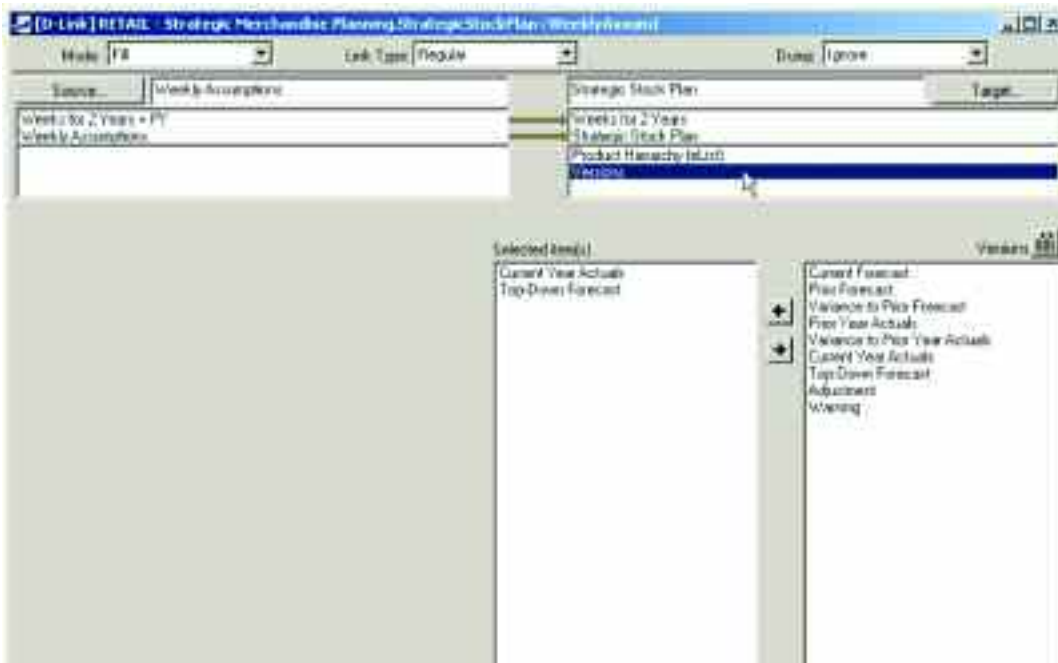 [D-Link] RETAIL - Strategic Merchandise Planning.StrategicStockPlan
Mode Fill Link Type Regular Dump Ignore
Source... Weekly Assumptions Strategic Stock Plan Target...
Weeks for 2 Years + PY Weeks for 2 Years
Weekly Assumptions Strategic Stock Plan
Product Hierarchy (eList)
Versions
Selected item(s) Versions
Current Year Actuals
Top-Down Forecast
Current Forecast
Prior Forecast
Variance to Prior Forecast
Prior Year Actuals
Variance to Prior Year Actuals
Current Year Actuals
Top-Down Forecast
Adjustment
Warning